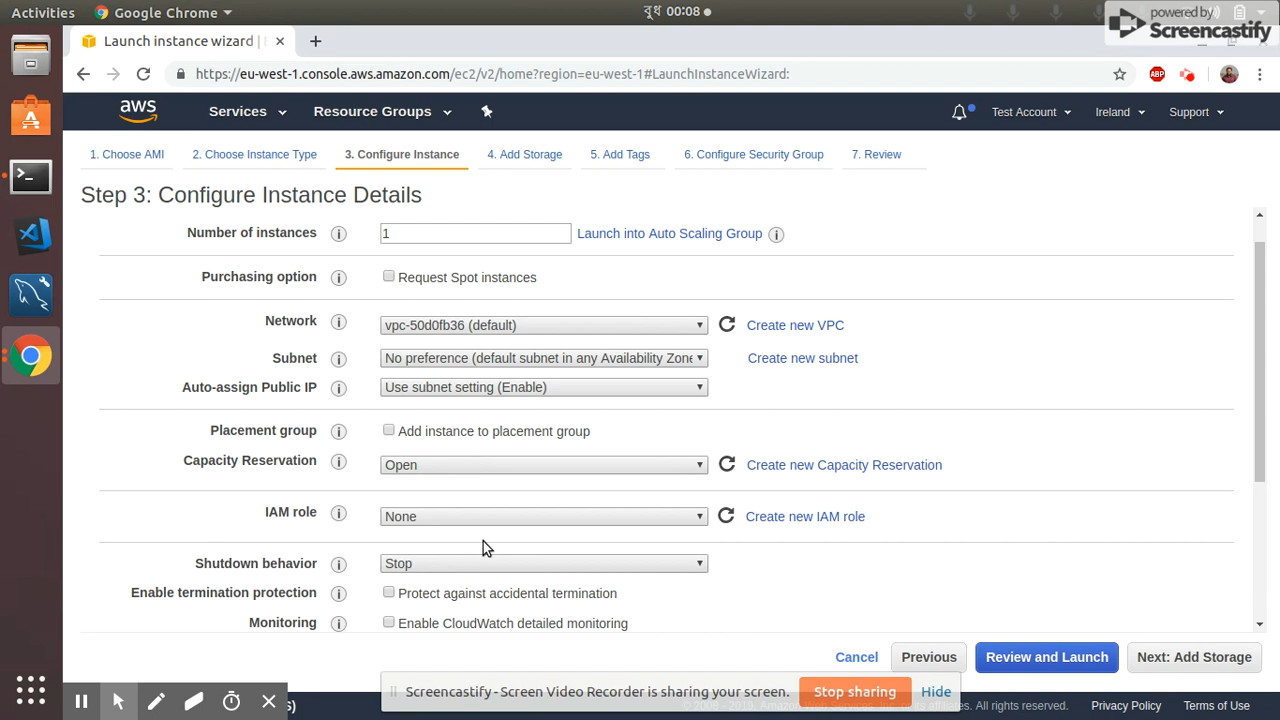 Activities
Google Chrome
বুধ 00:08
powered by
Screencastify
Launch instance wizard |
https://eu-west-1.console.aws.amazon.com/ec2/v2/home?region=eu-west-1#LaunchInstanceWizard:
ABP
aws
Services
Resource Groups
Test Account
Ireland
Support
1. Choose AMI
2. Choose Instance Type
3. Configure Instance
4. Add Storage
5. Add Tags
6. Configure Security Group
7. Review
Step 3: Configure Instance Details
Number of instances
1
Launch into Auto Scaling Group
Purchasing option
Request Spot instances
Network
vpc-50d0fb36 (default)
Create new VPC
Subnet
No preference (default subnet in any Availability Zone
Create new subnet
Auto-assign Public IP
Use subnet setting (Enable)
Placement group
Add instance to placement group
Capacity Reservation
Open
Create new Capacity Reservation
IAM role
None
Create new IAM role
Shutdown behavior
Stop
Enable termination protection
Protect against accidental termination
Monitoring
Enable CloudWatch detailed monitoring
Cancel
Previous
Review and Launch
Next: Add Storage
Screencastify - Screen Video Recorder is sharing your screen.
Stop sharing
Hide
All rights reserved.
Privacy Policy
Terms of Use